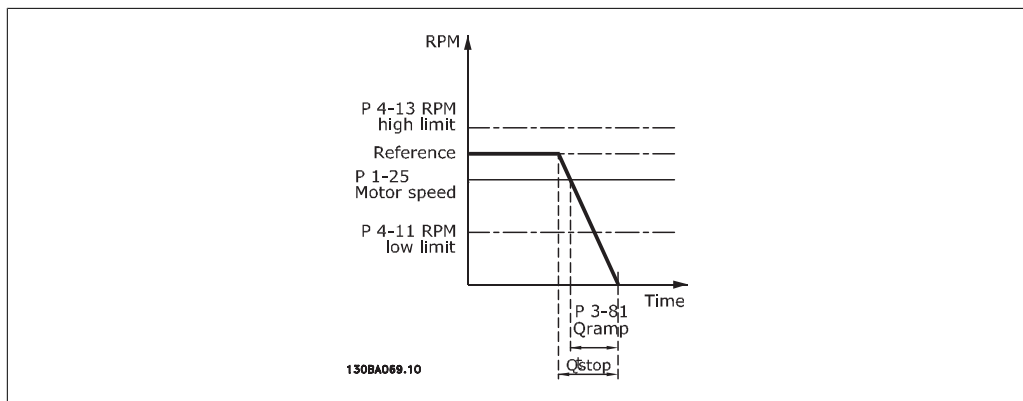 RPM
P 4-13 RPM
high limit
Reference
P 1-25
Motor speed
P 4-11 RPM
low limit
Time
P 3-81
Qramp
Qstop
130BA069.10